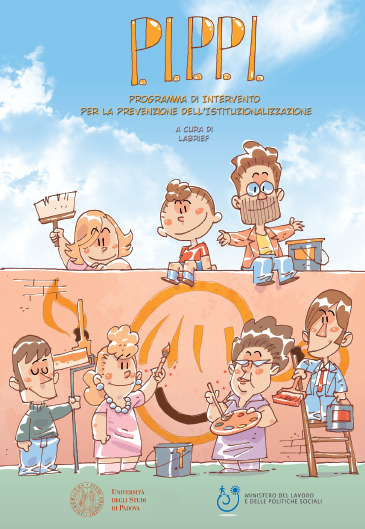 P.I.P.P.I.
PROGRAMMA DI INTERVENTO
PER LA PREVENZIONE DELL'ISTITUZIONALIZZAZIONE
A CURA DI
LABRIEF
UNIVERSITÀ
DEGLI STUDI
DI PADOVA
MINISTERO DEL LAVORO
E DELLE POLITICHE SOCIALI